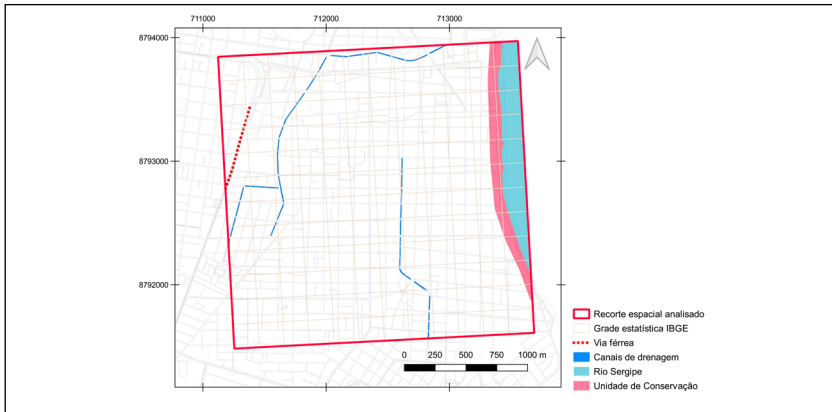 711000 712000 713000
8794000
8793000
8792000
Recorte espacial analisado
Grade estatística IBGE
Via férrea
Canais de drenagem
Rio Sergipe
Unidade de Conservação
0 250 500 750 1000 m